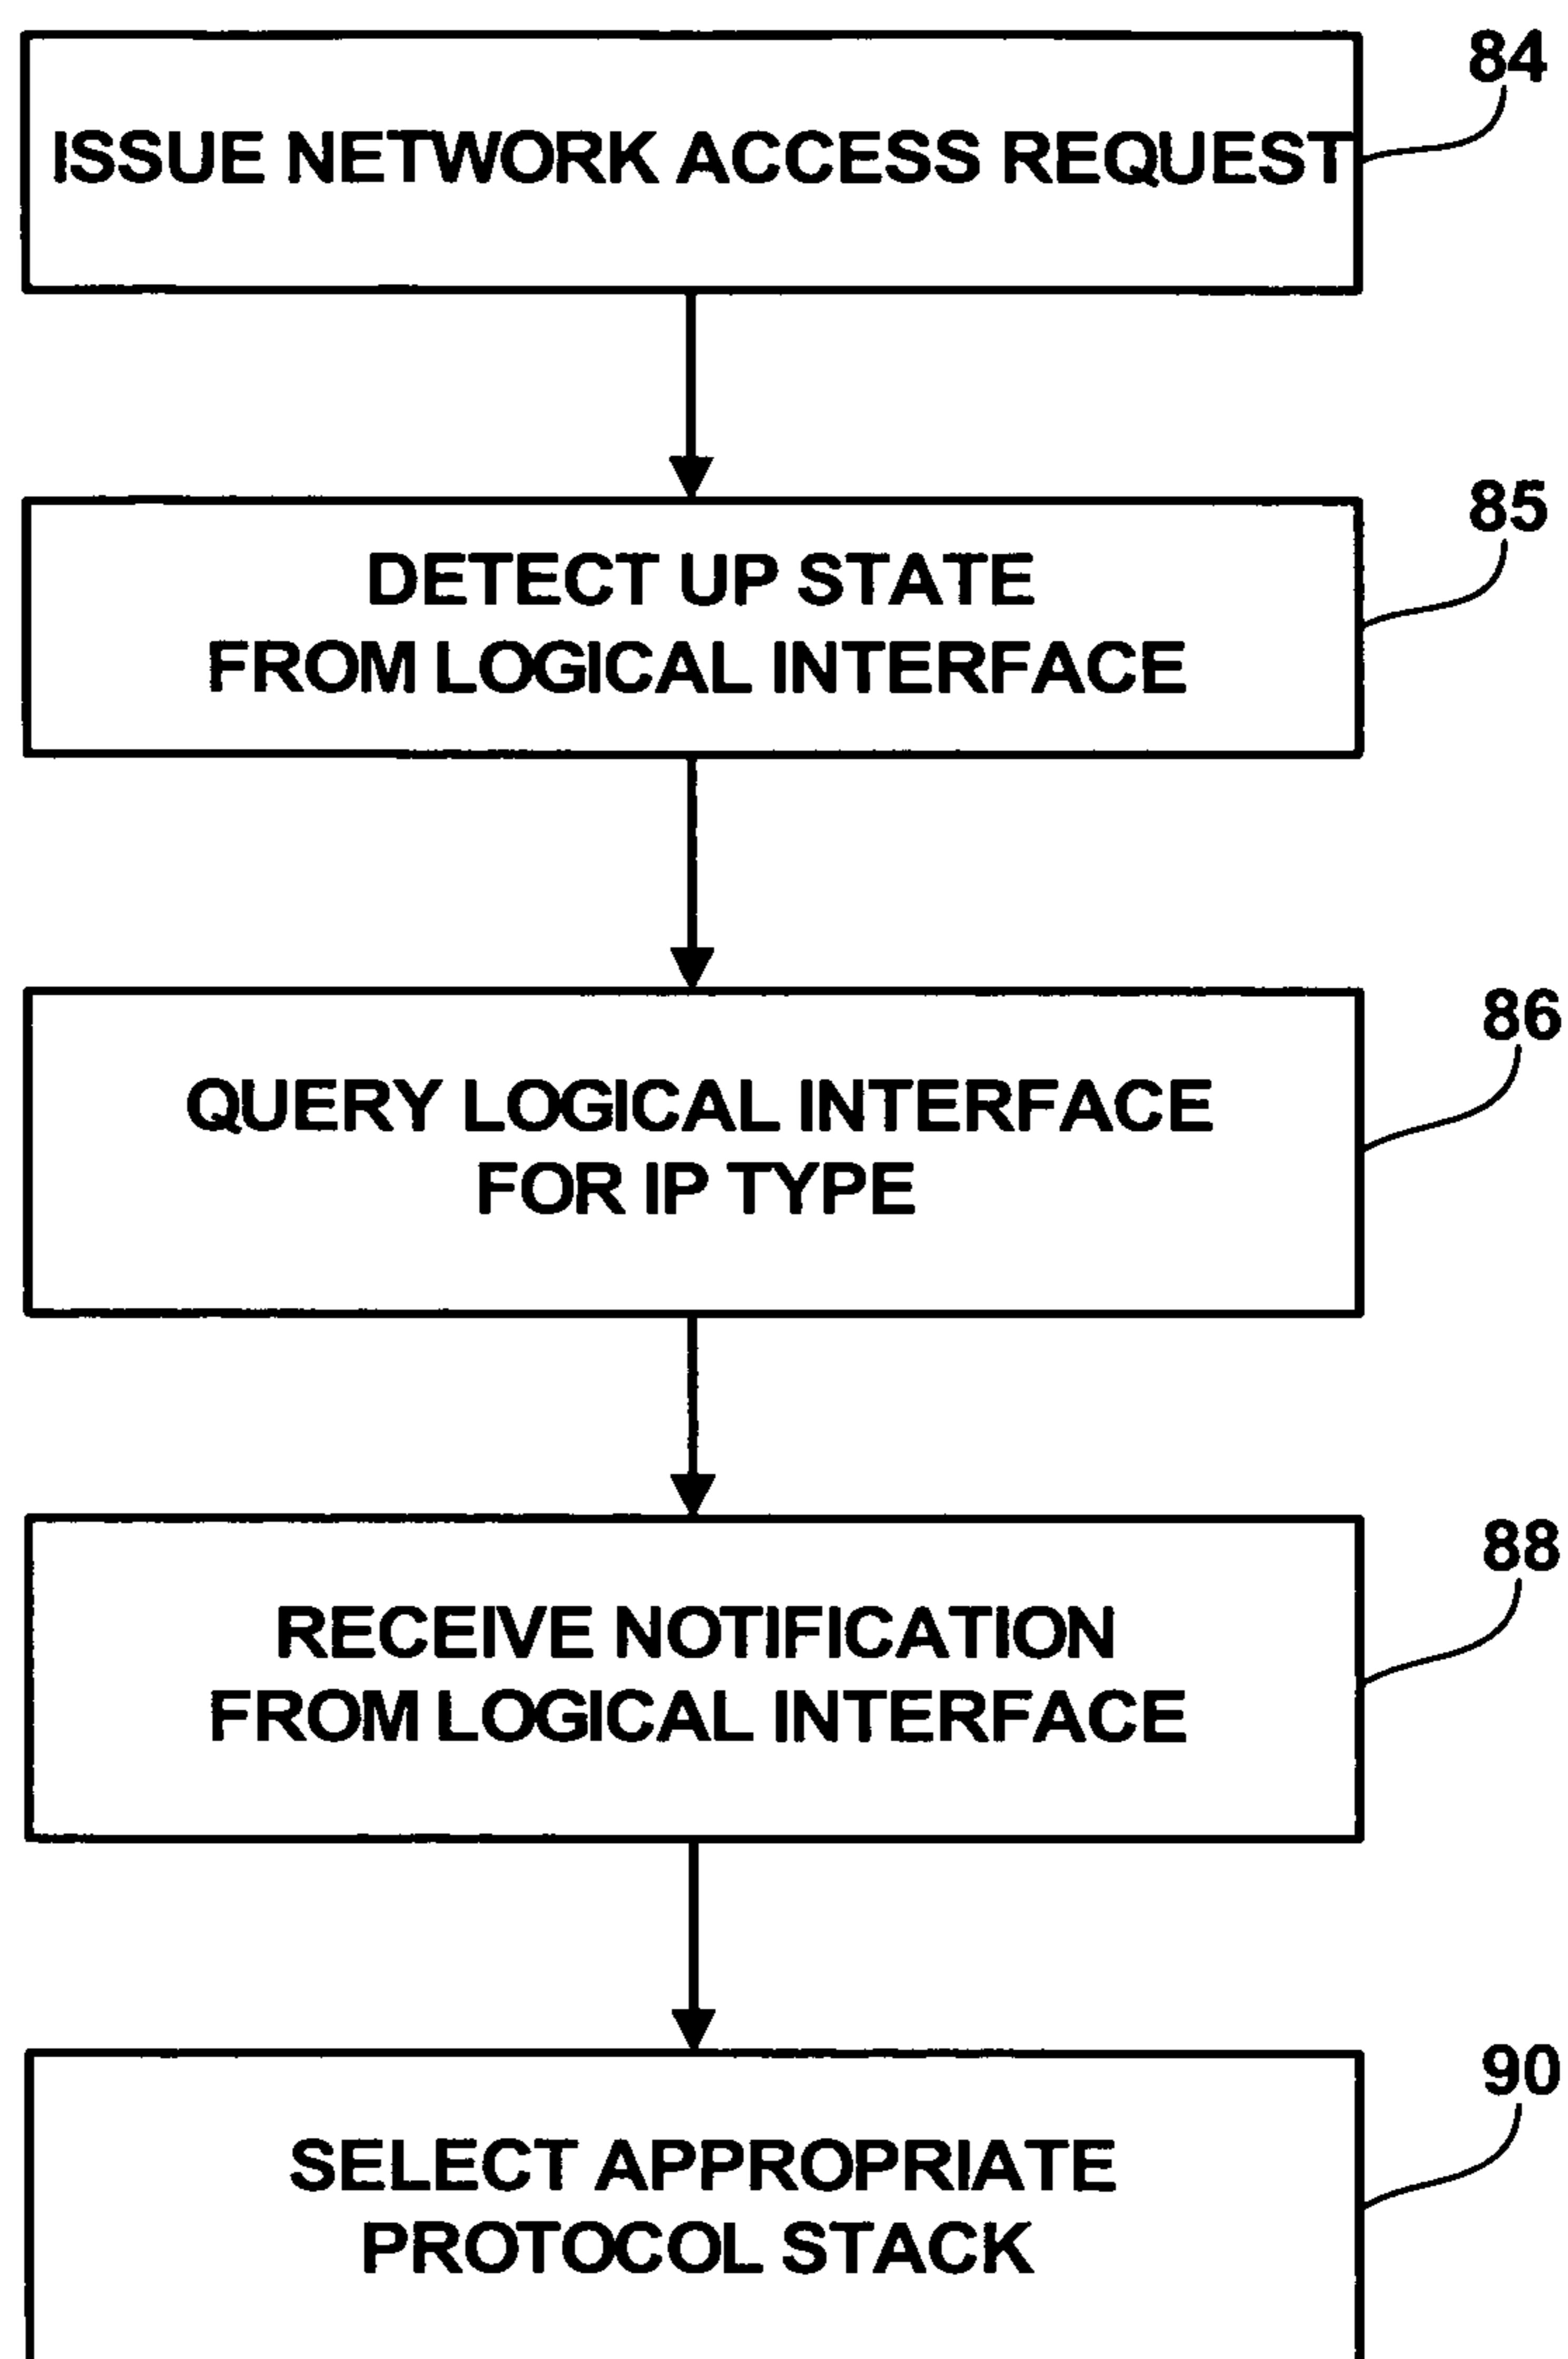 84
ISSUE NETWORK ACCESS REQUEST
85
DETECT UP STATE
FROM LOGICAL INTERFACE
86
QUERY LOGICAL INTERFACE
FOR IP TYPE
88
RECEIVE NOTIFICATION
FROM LOGICAL INTERFACE
90
SELECT APPROPRIATE
PROTOCOL STACK